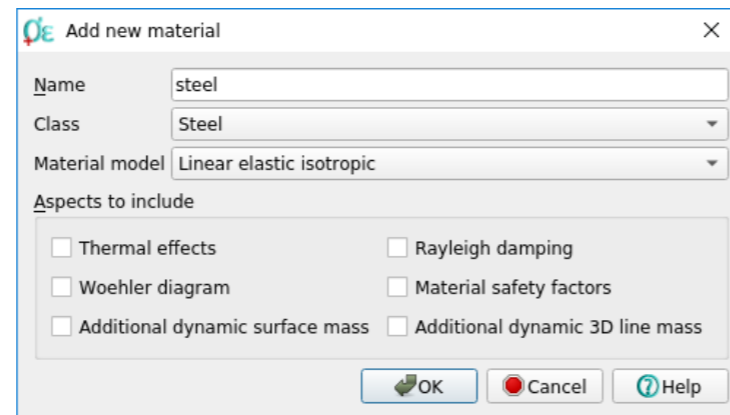 Add new material
Name steel
Class Steel
Material model Linear elastic isotropic
Aspects to include
Thermal effects Rayleigh damping
Woehler diagram Material safety factors
Additional dynamic surface mass Additional dynamic 3D line mass
OK Cancel Help